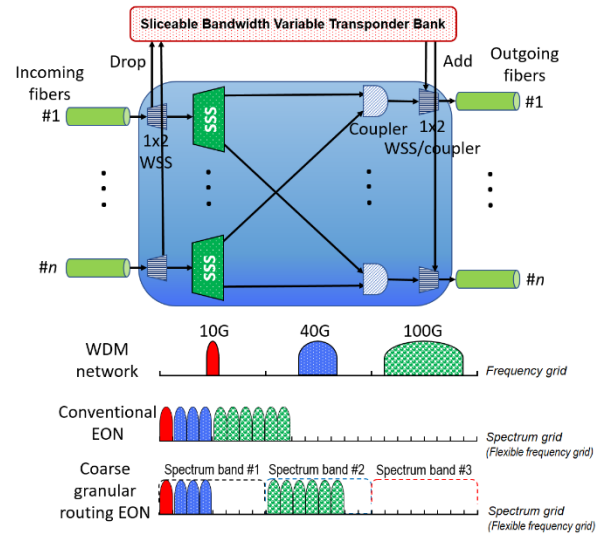 Sliceable Bandwidth Variable Transponder Bank
Drop
Add
Incoming
fibers
Outgoing
fibers
#1
SSS
#1
1x2
WSS
Coupler
1x2
WSS/coupler
#n
SSS
#n
10G
40G
100G
WDM
network
Frequency grid
Conventional
EON
Spectrum grid
(Flexible frequency grid)
Coarse
granular
routing EON
Spectrum band #1
Spectrum band #2
Spectrum band #3
Spectrum grid
(Flexible frequency grid)